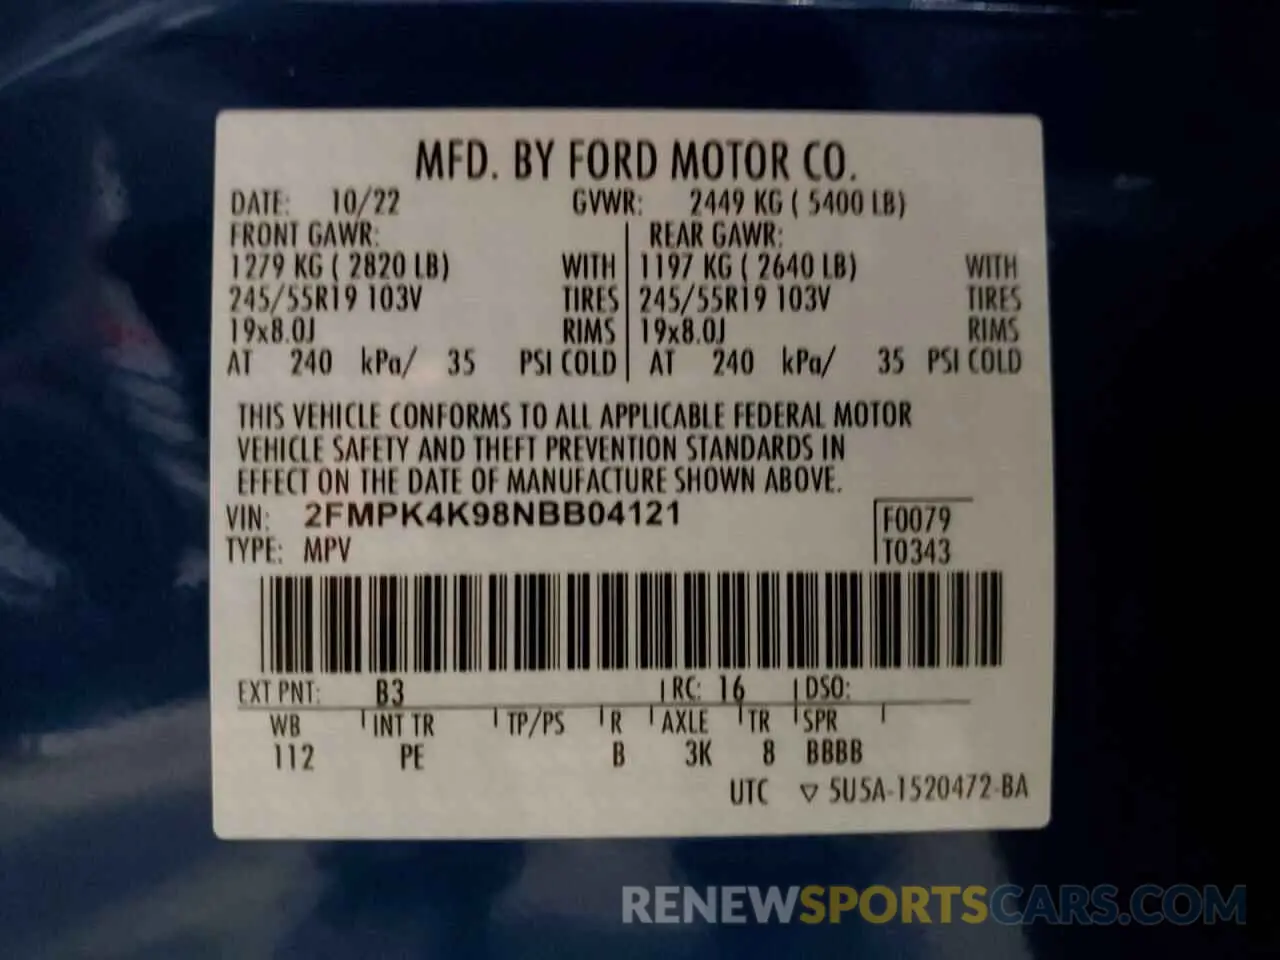 MFD. BY FORD MOTOR CO.
DATE: 10/22 GVWR: 2449 KG ( 5400 LB)
FRONT GAWR: REAR GAWR:
1279 KG ( 2820 LB) WITH 1197 KG ( 2640 LB) WITH
245/55R19 103V TIRES 245/55R19 103V TIRES
19x8.0J RIMS 19x8.0J RIMS
AT 240 kPa/ 35 PSI COLD AT 240 kPa/ 35 PSI COLD
THIS VEHICLE CONFORMS TO ALL APPLICABLE FEDERAL MOTOR
VEHICLE SAFETY AND THEFT PREVENTION STANDARDS IN
EFFECT ON THE DATE OF MANUFACTURE SHOWN ABOVE.
VIN: 2FMPK4K98NBB04121 F0079
TYPE: MPV T0343
EXT PNT: B3 RC: 16 DSO:
WB INT TR TP/PS R AXLE TR SPR
112 PE B 3K 8 BBBB
UTC ▽ 5U5A-1520472-BA
RENEWSPORTSCARS.COM